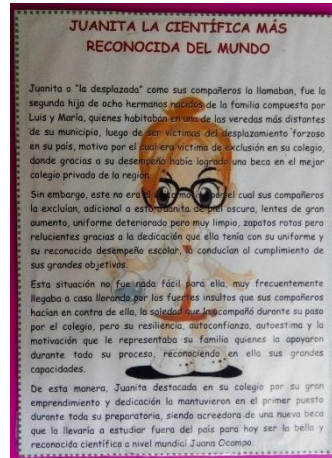 JUANITA LA CIENTÍFICA MÁS
RECONOCIDA DEL MUNDO
Juanita o "la desplazada" como sus compañeros la llamaban, fue la
segunda hija de ocho hermanos nacidos de la familia compuesta por
Luis y María, quienes habitaban en una de las veredas más distantes
de su municipio, luego de ser víctimas del desplazamiento forzoso
en su país, motivo por el cual era víctima de exclusión en su colegio,
donde gracias a su desempeño había logrado una beca en el mejor
colegio privado de la región.
Sin embargo, este no era el por el cual sus compañeros
la excluían, adicional a esto Juanita de piel oscura, lentes de gran
aumento, uniforme deteriorado pero muy limpio, zapatos rotos pero
relucientes gracias a la dedicación que ella tenía con su uniforme y
su reconocido desempeño escolar, la conducían al cumplimiento de
sus grandes objetivos.
Esta situación no fue nada fácil para ella, muy frecuentemente
llegaba a casa llorando por los fuertes insultos que sus compañeros
hacían en contra de ella, la soledad que la acompañó durante su paso
por el colegio, pero su resiliencia, autoconfianza, autoestima y la
motivación que le representaba su familia quienes la apoyaron
durante todo su proceso, reconociendo en ella sus grandes
capacidades.
De esta manera, Juanita destacada en su colegio por su gran
emprendimiento y dedicación la mantuvieron en el primer puesto
durante toda su preparatoria, siendo acreedora de una nueva beca
que la llevaría a estudiar fuera del país para hoy ser la bella y
reconocida científica a nivel mundial Juana Ocampo.